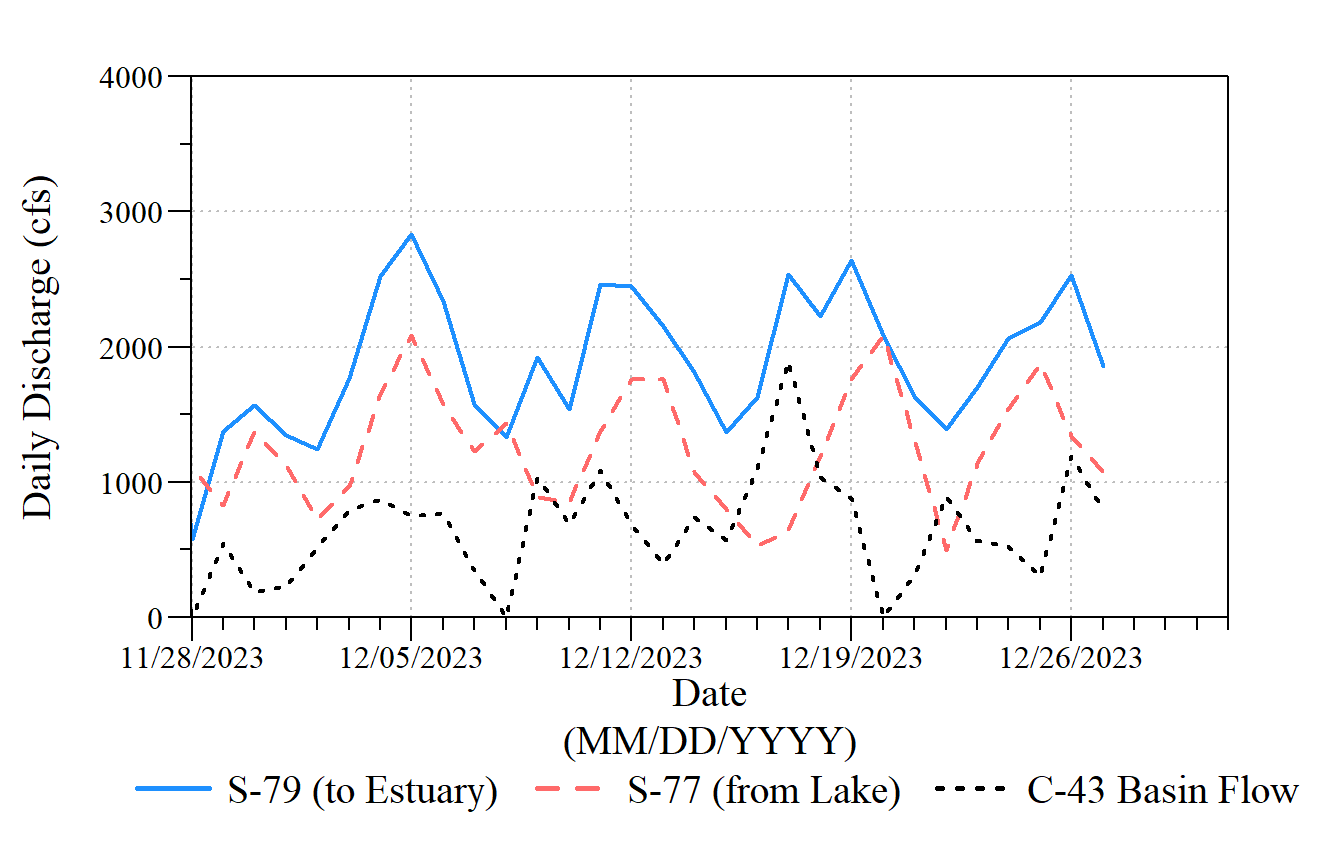 4000
3000
2000
1000
0
Daily Discharge (cfs)
11/28/2023 12/05/2023 12/12/2023 12/19/2023 12/26/2023
Date
(MM/DD/YYYY)
S-79 (to Estuary) S-77 (from Lake) C-43 Basin Flow